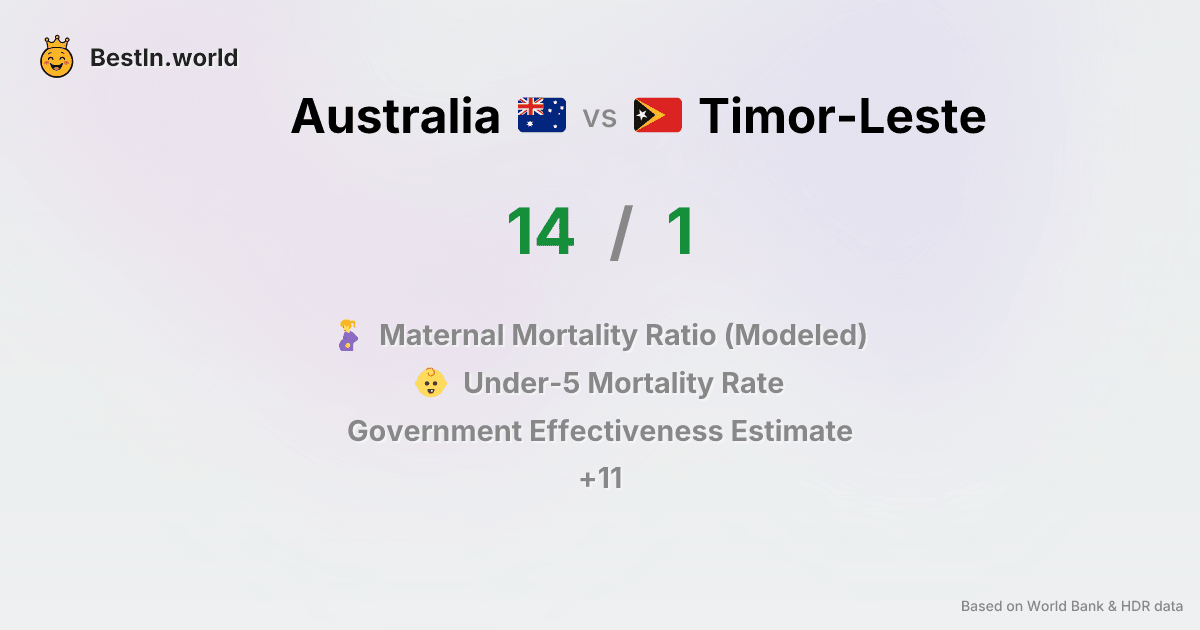 BestIn.world
Australia vs Timor-Leste
14 / 1
Maternal Mortality Ratio (Modeled)
Under-5 Mortality Rate
Government Effectiveness Estimate
+11
Based on World Bank & HDR data